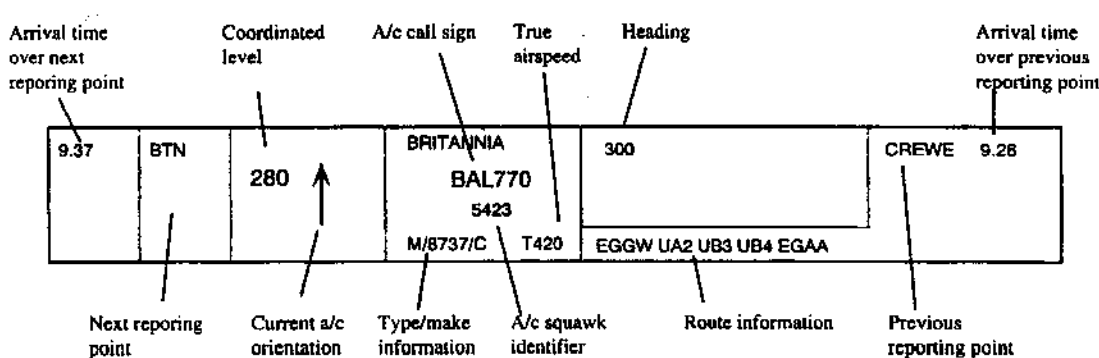 Arrival time
over next
reporing point
Coordinated
level
A/c call sign
True
airspeed
Heading
Arrival time
over previous
reporting point
9.37
BTN
280
BRITANNIA
BAL770
5423
M/8737/C T420
300
EGGW UA2 UB3 UB4 EGAA
CREWE 9.26
Next reporing
point
Current a/c
orientation
Type/make
information
A/c squawk
identifier
Route information
Previous
reporting point